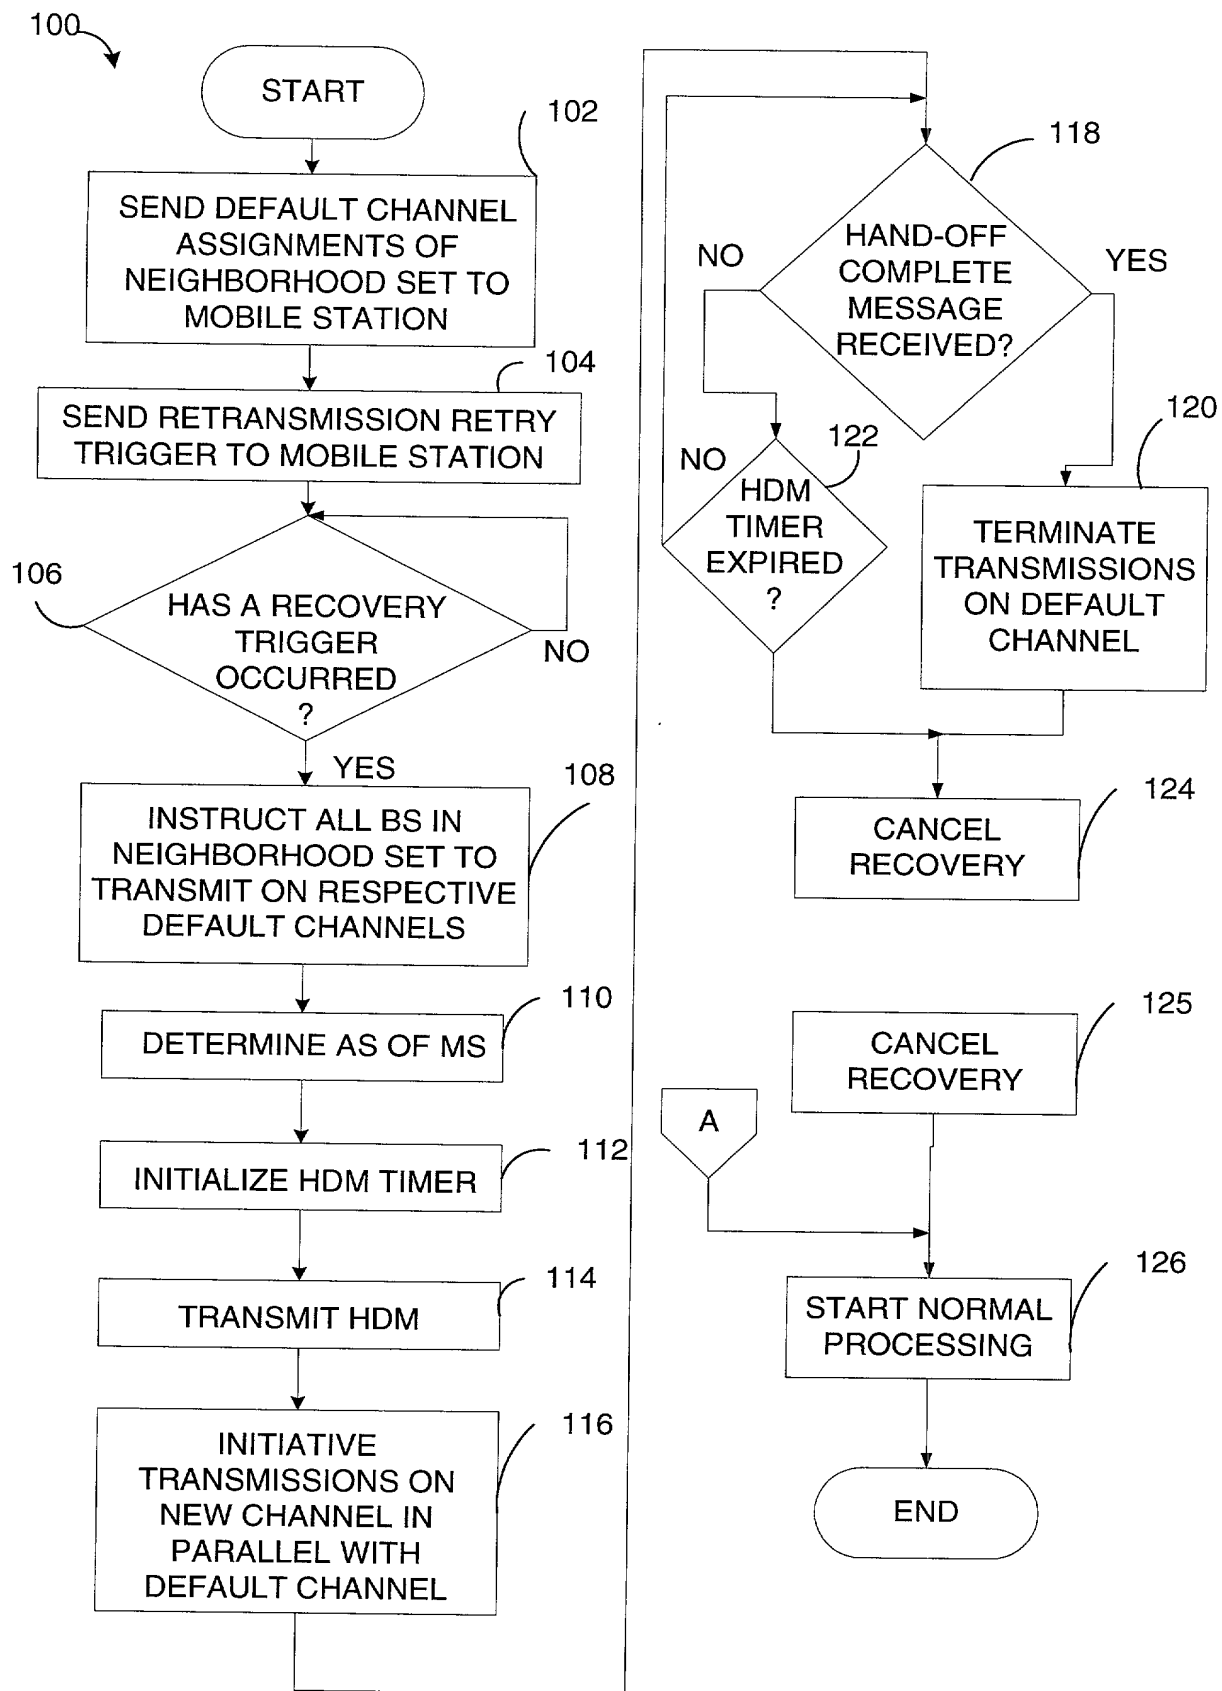 100
START
102
SEND DEFAULT CHANNEL
ASSIGNMENTS OF
NEIGHBORHOOD SET TO
MOBILE STATION
104
SEND RETRANSMISSION RETRY
TRIGGER TO MOBILE STATION
106
HAS A RECOVERY
TRIGGER
OCCURRED
?
NO
YES
108
INSTRUCT ALL BS IN
NEIGHBORHOOD SET TO
TRANSMIT ON RESPECTIVE
DEFAULT CHANNELS
110
DETERMINE AS OF MS
112
INITIALIZE HDM TIMER
114
TRANSMIT HDM
116
INITIATIVE
TRANSMISSIONS ON
NEW CHANNEL IN
PARALLEL WITH
DEFAULT CHANNEL
118
HAND-OFF
COMPLETE
MESSAGE
RECEIVED?
NO
YES
120
TERMINATE
TRANSMISSIONS
ON DEFAULT
CHANNEL
122
NO
HDM
TIMER
EXPIRED
?
124
CANCEL
RECOVERY
125
CANCEL
RECOVERY
A
126
START NORMAL
PROCESSING
END